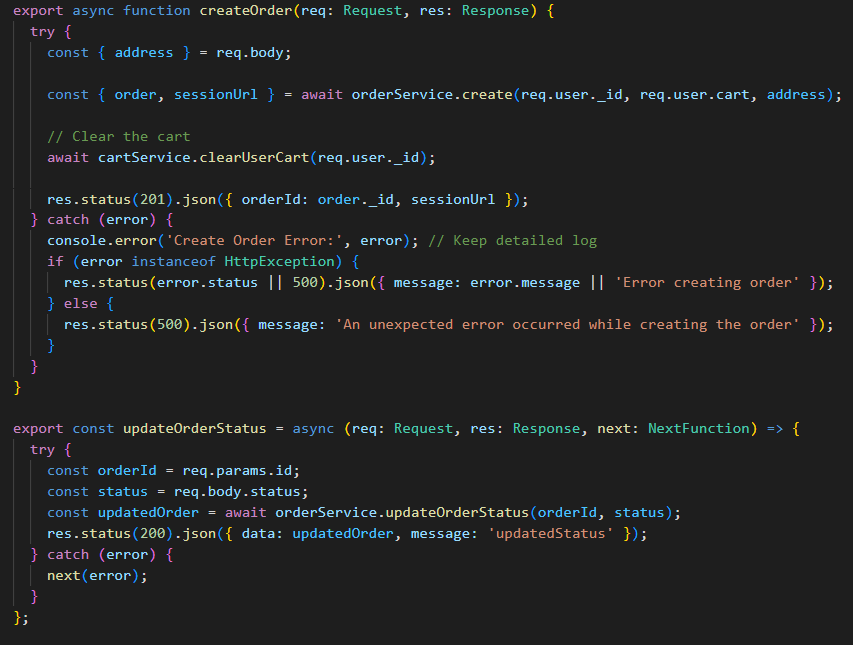 export async function createOrder(req: Request, res: Response) {
  try {
    const { address } = req.body;

    const { order, sessionUrl } = await orderService.create(req.user._id, req.user.cart, address);

    // Clear the cart
    await cartService.clearUserCart(req.user._id);

    res.status(201).json({ orderId: order._id, sessionUrl });
  } catch (error) {
    console.error('Create Order Error:', error); // Keep detailed log
    if (error instanceof HttpException) {
      res.status(error.status || 500).json({ message: error.message || 'Error creating order' });
    } else {
      res.status(500).json({ message: 'An unexpected error occurred while creating the order' });
    }
  }
}

export const updateOrderStatus = async (req: Request, res: Response, next: NextFunction) => {
  try {
    const orderId = req.params.id;
    const status = req.body.status;
    const updatedOrder = await orderService.updateOrderStatus(orderId, status);
    res.status(200).json({ data: updatedOrder, message: 'updatedStatus' });
  } catch (error) {
    next(error);
  }
};